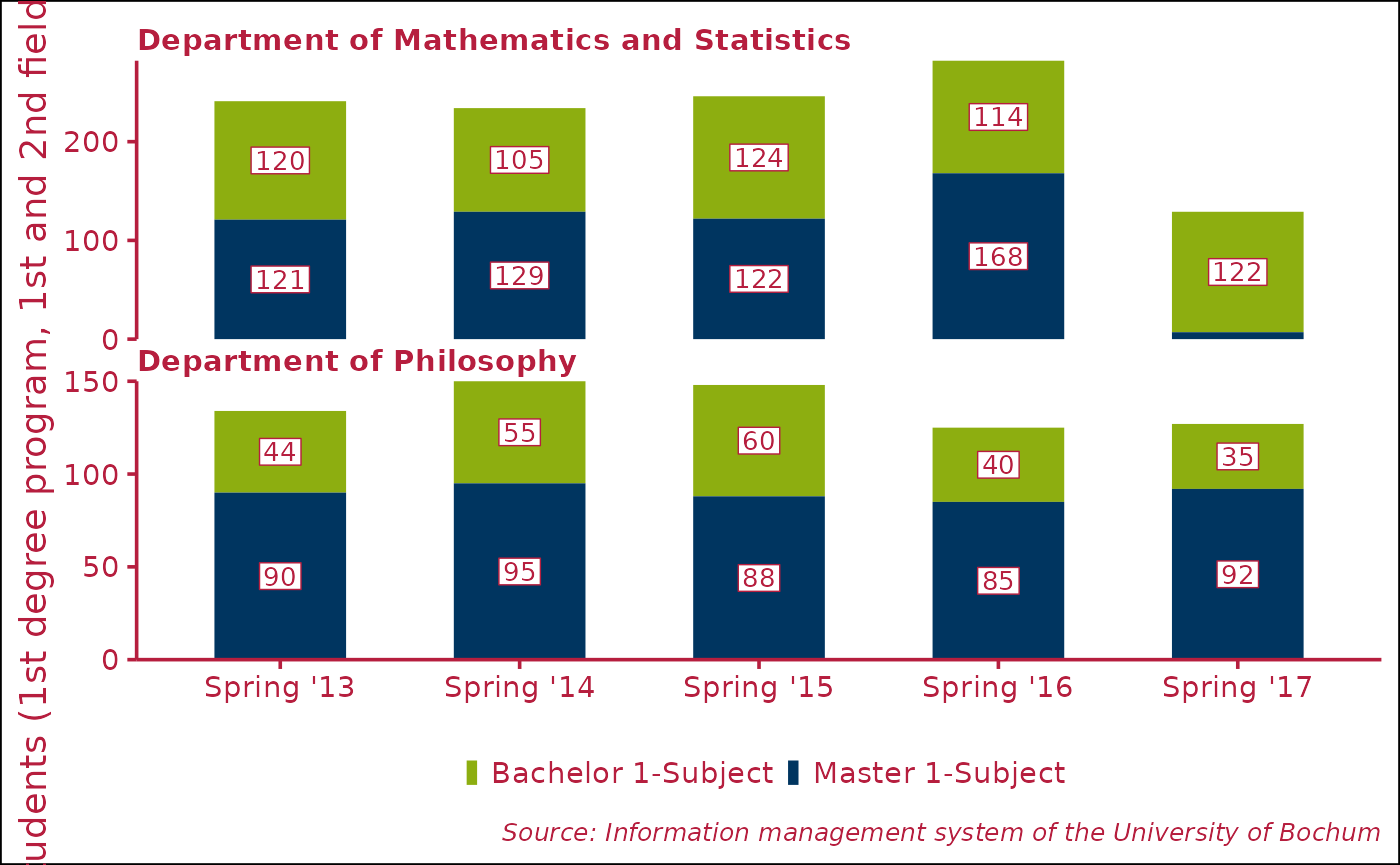 udents (1st degree program, 1st and 2nd field
Department of Mathematics and Statistics
200
100
0
120
105
124
114
122
121
129
122
168
Department of Philosophy
150
100
50
0
44
55
60
40
35
90
95
88
85
92
Spring '13
Spring '14
Spring '15
Spring '16
Spring '17
Bachelor 1-Subject
Master 1-Subject
Source: Information management system of the University of Bochum